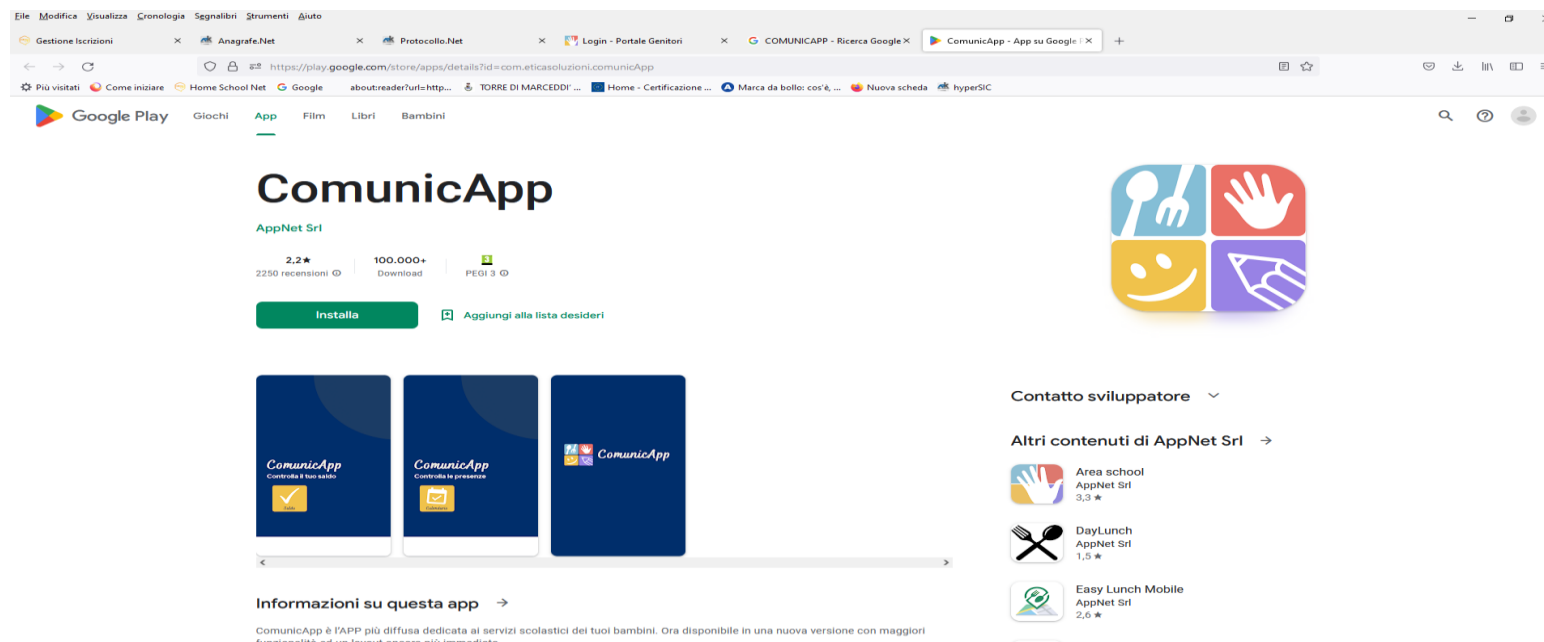 File Modifica Visualizza Cronologia Segnalibri Strumenti Aiuto
Gestione Iscrizioni × Anagrafe.Net × Protocollo.Net × Login - Portale Genitori × COMUNICAPP - Ricerca Google × ComunicApp - App su Google × +
https://play.google.com/store/apps/details?id=com.eticasoluzioni.comunicApp
Più visitati Come iniziare Home School Net Google about:reader?url=http... TORRE DI MARCEDDI' ... Home - Certificazione ... Marca da bollo: cos'è, ... Nuova scheda hyperSIC
Google Play Giochi App Film Libri Bambini
ComunicApp
AppNet Srl
2,2★ 100.000+ 3
2250 recensioni Download PEGI 3
Installa Aggiungi alla lista desideri
ComunicApp
Controlla il tuo saldo
Saldo
ComunicApp
Controlla le presenze
ComunicApp
Contatto sviluppatore
Altri contenuti di AppNet Srl →
Area school
AppNet Srl
3,3 ★
DayLunch
AppNet Srl
1,5 ★
Easy Lunch Mobile
AppNet Srl
2,6 ★
Informazioni su questa app →
ComunicApp è l'APP più diffusa dedicata ai servizi scolastici dei tuoi bambini. Ora disponibile in una nuova versione con maggiori